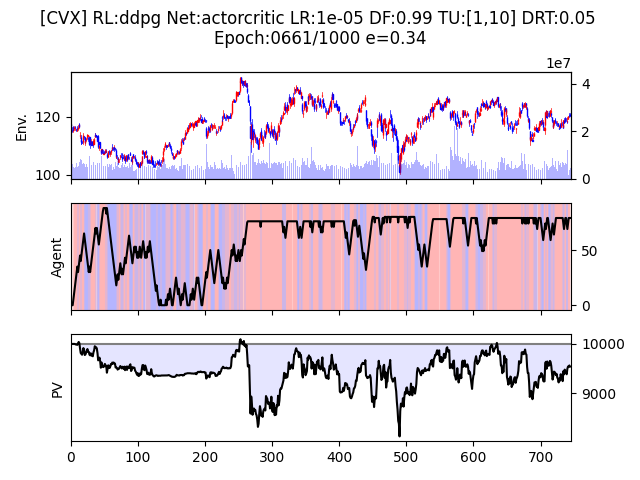 [CVX] RL:ddpg Net:actorcritic LR:1e-05 DF:0.99 TU:[1,10] DRT:0.05
Epoch:0661/1000 e=0.34
1e7
Env.
120
100
4
2
0
Agent
50
0
PV
10000
9000
0 100 200 300 400 500 600 700